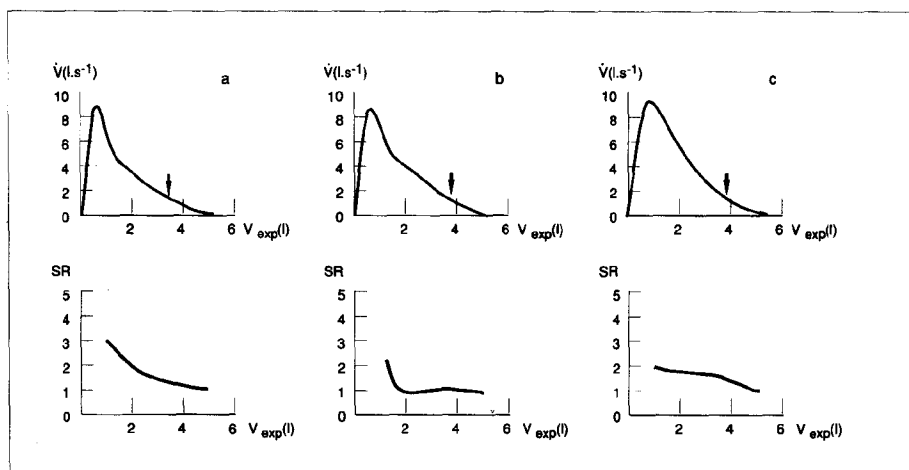 V̇(l.s⁻¹) a V̇(l.s⁻¹) b V̇(l.s⁻¹) c
10 10 10
8 8 8
6 6 6
4 4 4
2 2 2
0 0 0
2 4 6 V exp(l) 2 4 6 V exp(l) 2 4 6 V exp(l)
SR SR SR
5 5 5
4 4 4
3 3 3
2 2 2
1 1 1
0 0 0
2 4 6 V exp(l) 2 4 6 V exp(l) 2 4 6 V exp(l)